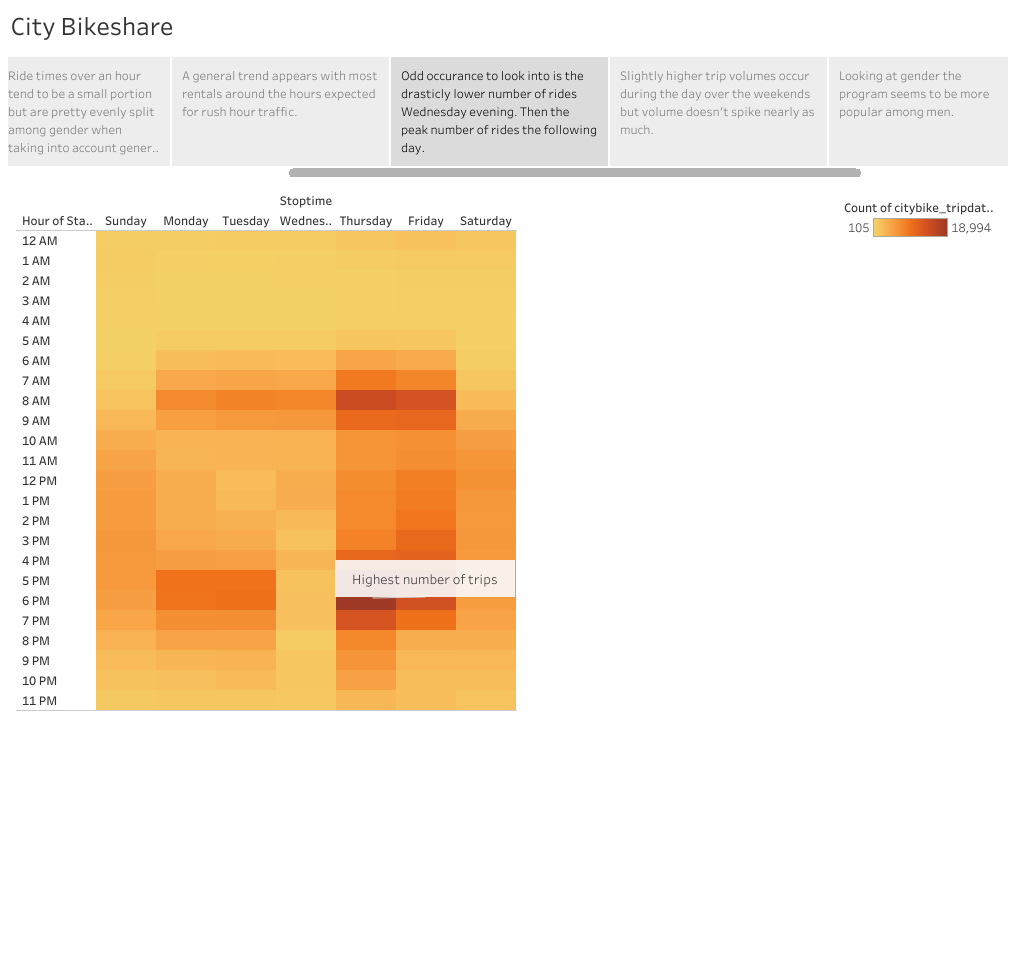 City Bikeshare
Ride times over an hour
tend to be a small portion
but are pretty evenly split
among gender when
taking into account gener..
A general trend appears with most
rentals around the hours expected
for rush hour traffic.
Odd occurance to look into is the
drasticly lower number of rides
Wednesday evening. Then the
peak number of rides the following
day.
Slightly higher trip volumes occur
during the day over the weekends
but volume doesn't spike nearly as
much.
Looking at gender the
program seems to be more
popular among men.
Stoptime
Hour of Sta.. Sunday Monday Tuesday Wednes.. Thursday Friday Saturday
12 AM
1 AM
2 AM
3 AM
4 AM
5 AM
6 AM
7 AM
8 AM
9 AM
10 AM
11 AM
12 PM
1 PM
2 PM
3 PM
4 PM
5 PM
6 PM
7 PM
8 PM
9 PM
10 PM
11 PM
Highest number of trips
Count of citybike_tripdat..
105 18,994